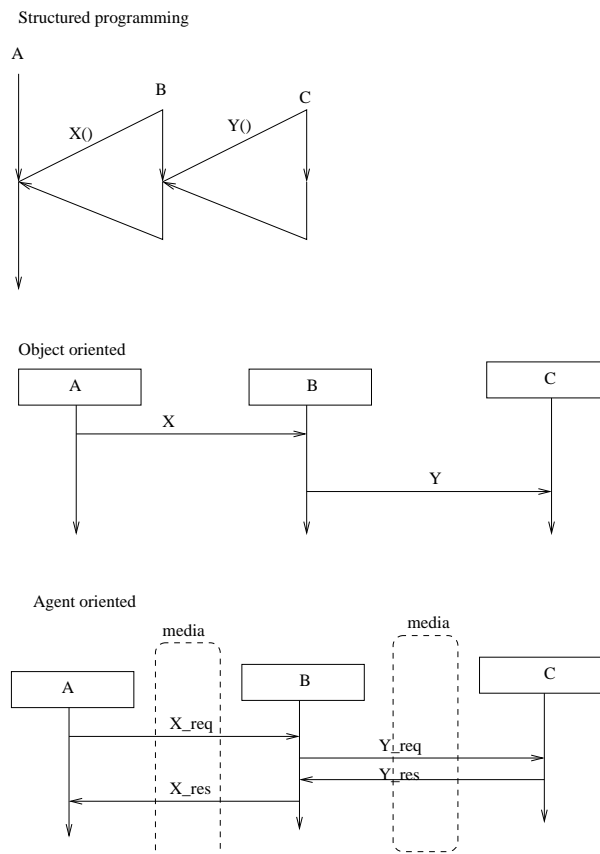 Structured programming
A
B
C
X()
Y()
Object oriented
A
B
C
X
Y
Agent oriented
media
media
A
B
C
X_req
Y_req
Y_res
X_res